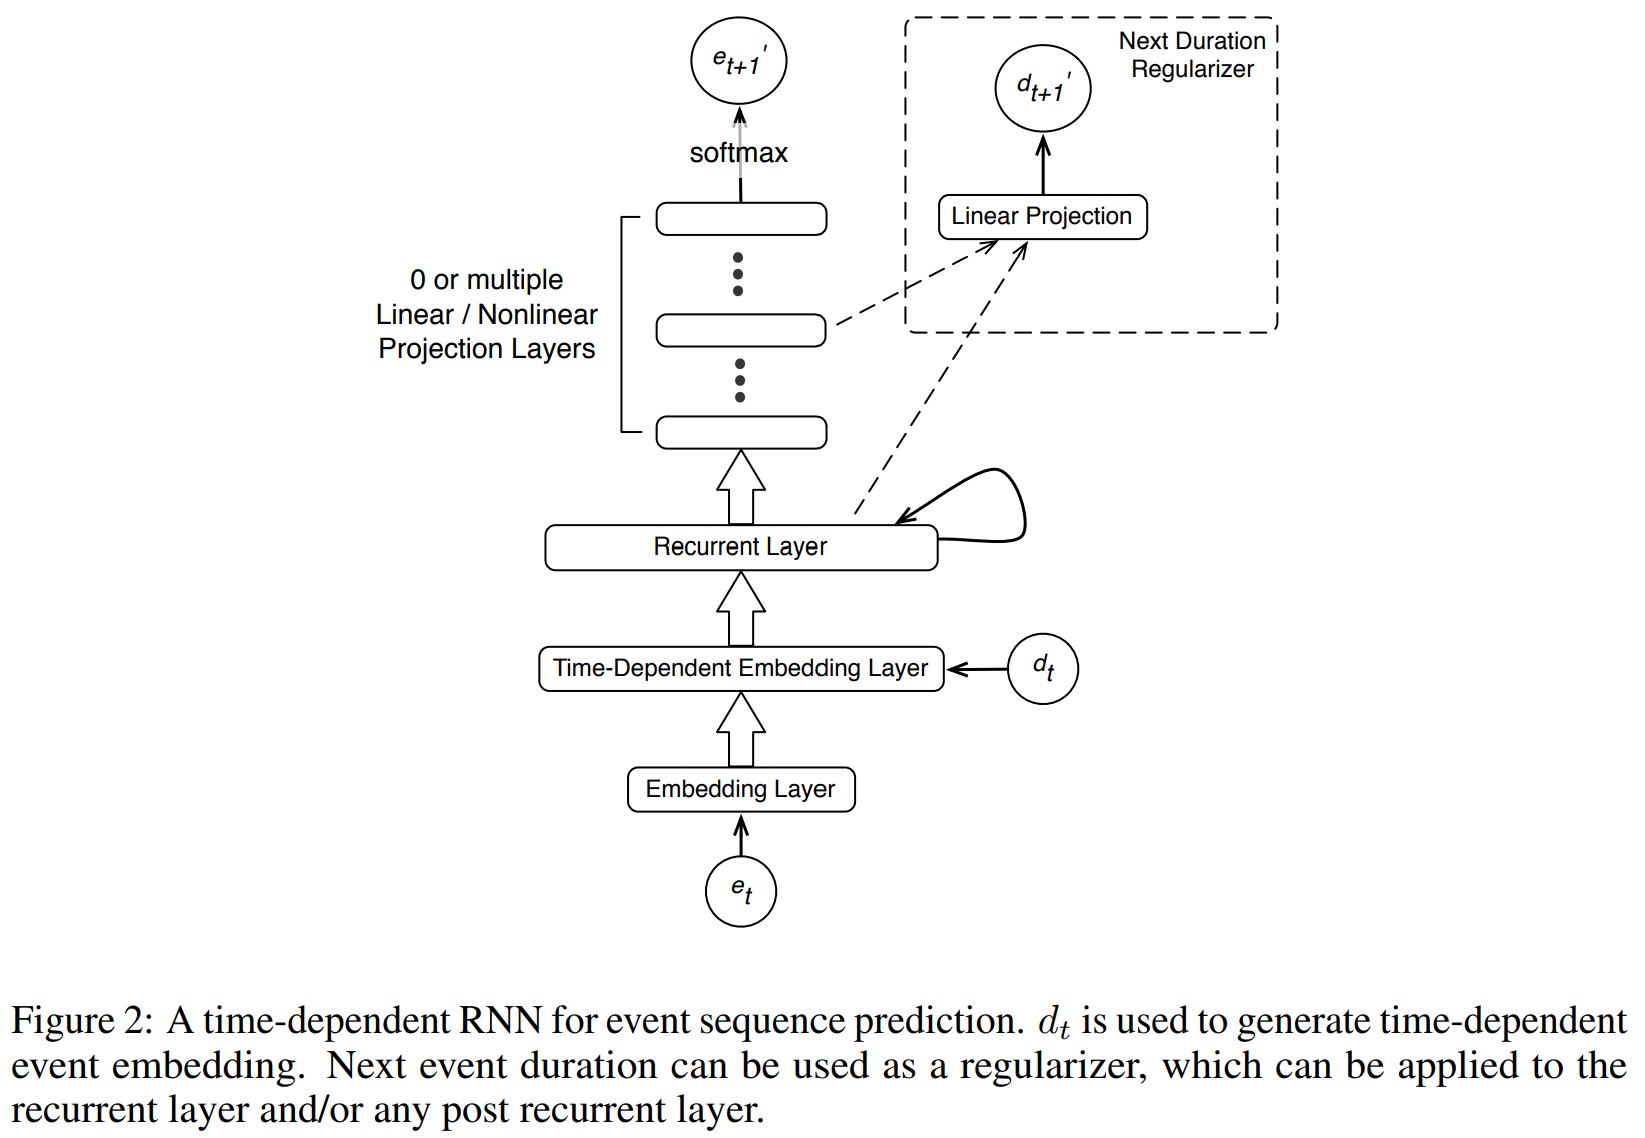 e_{t+1}'
Next Duration
Regularizer
d_{t+1}'
softmax
Linear Projection
0 or multiple
Linear / Nonlinear
Projection Layers
Recurrent Layer
Time-Dependent Embedding Layer
d_t
Embedding Layer
e_t
Figure 2: A time-dependent RNN for event sequence prediction. d_t is used to generate time-dependent
event embedding. Next event duration can be used as a regularizer, which can be applied to the
recurrent layer and/or any post recurrent layer.